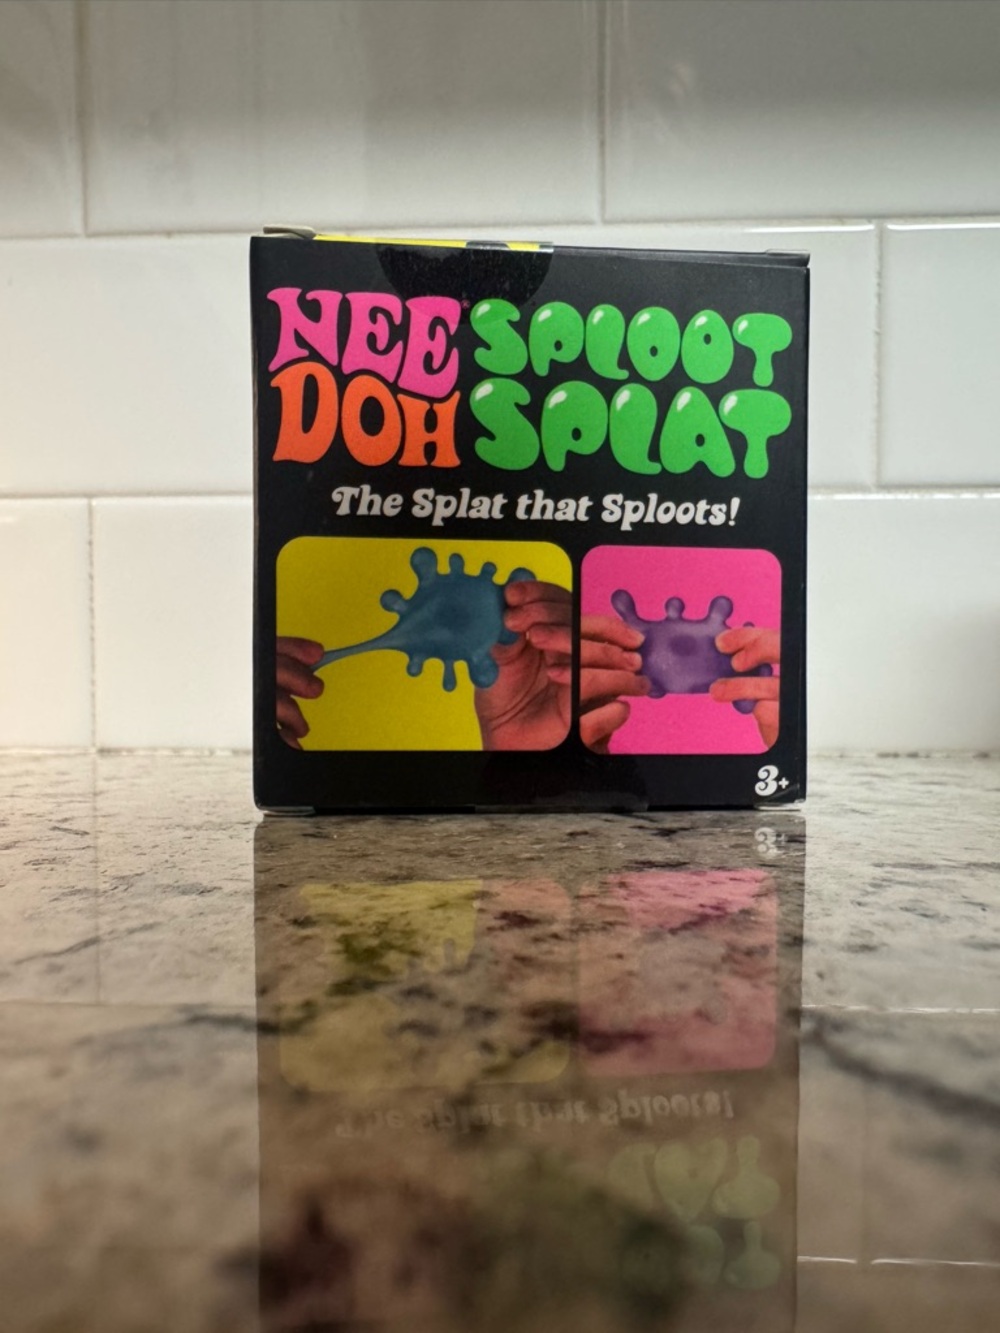 NEE SPLOOT
DOH SPLAT
The Splat that Sploots!
3+